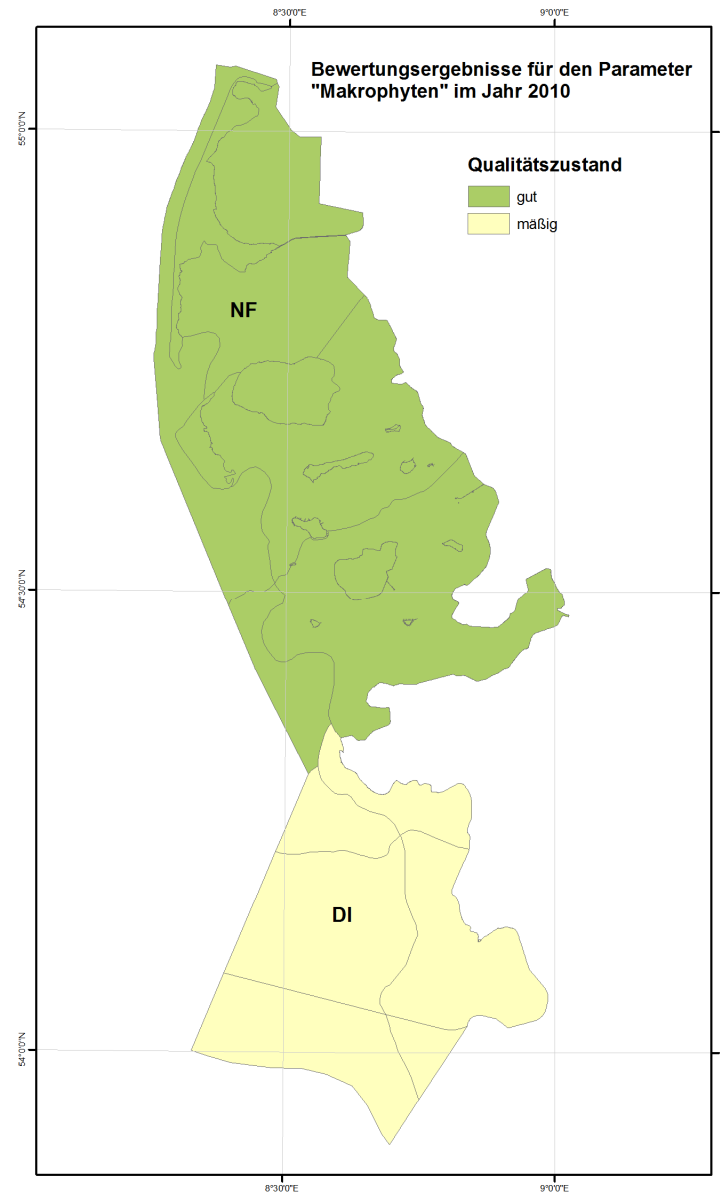 8°30'0"E
9°0'0"E
Bewertungsergebnisse für den Parameter
"Makrophyten" im Jahr 2010
55°0'0"N
Qualitätszustand
gut
mäßig
NF
54°30'0"N
DI
54°0'0"N
8°30'0"E
9°0'0"E